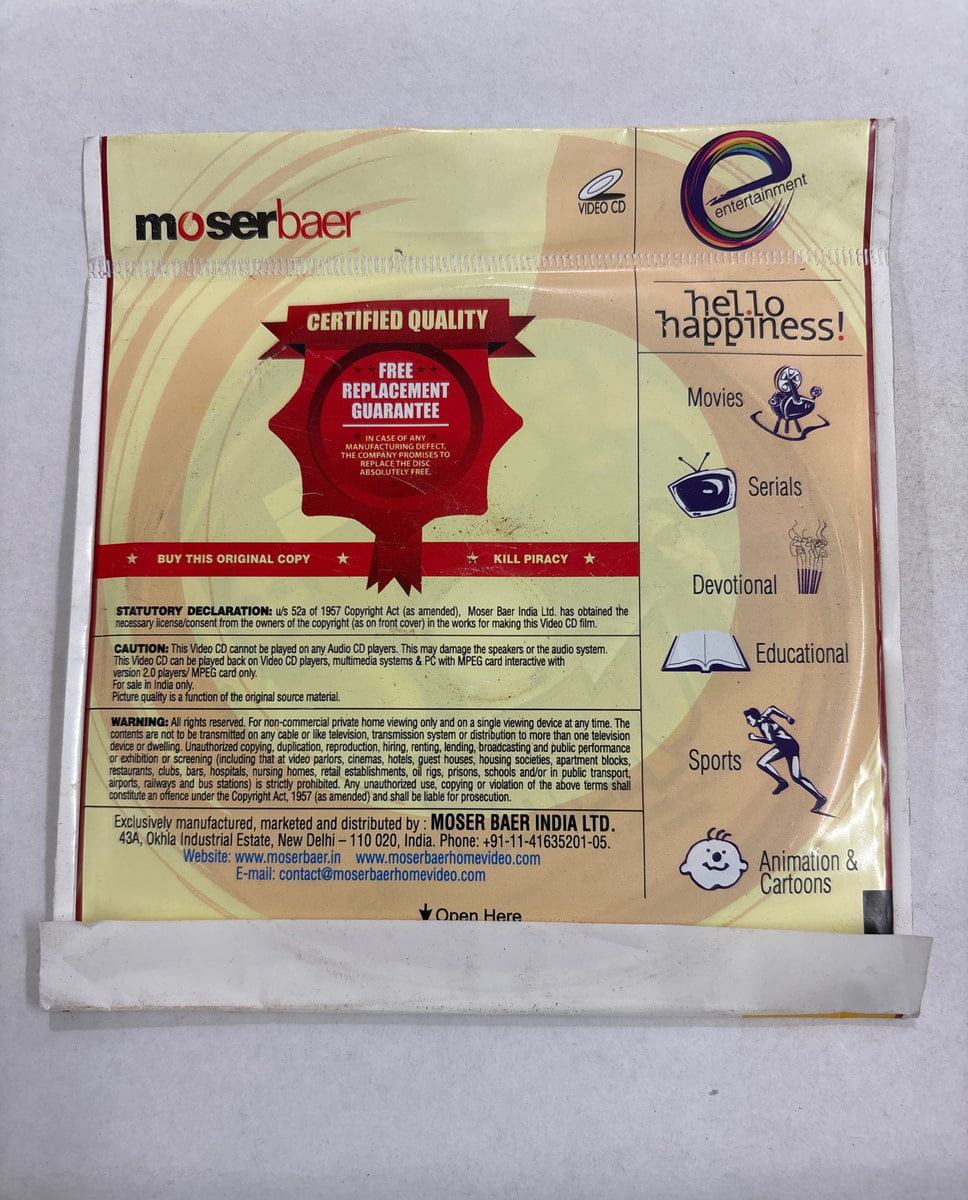 moserbaer
VIDEO CD
e
entertainment
hello
happiness!
CERTIFIED QUALITY
FREE
REPLACEMENT
GUARANTEE
IN CASE OF ANY
MANUFACTURING DEFECT,
THE COMPANY PROMISES TO
REPLACE THE DISC
ABSOLUTELY FREE.
BUY THIS ORIGINAL COPY
KILL PIRACY
STATUTORY DECLARATION: u/s 52a of 1957 Copyright Act (as amended), Moser Baer India Ltd. has obtained the
necessary license/consent from the owners of the copyright (as on front cover) in the works for making this Video CD film.
CAUTION: This Video CD cannot be played on any Audio CD players. This may damage the speakers or the audio system.
This Video CD can be played back on Video CD players, multimedia systems & PC with MPEG card interactive with
version 2.0 players/ MPEG card only.
For sale in India only.
Picture quality is a function of the original source material.
WARNING: All rights reserved. For non-commercial private home viewing only and on a single viewing device at any time. The
contents are not to be transmitted on any cable or like television, transmission system or distribution to more than one television
device or dwelling. Unauthorized copying, duplication, reproduction, hiring, renting, lending, broadcasting and public performance
or exhibition or screening (including that at video parlors, cinemas, hotels, guest houses, housing societies, apartment blocks,
restaurants, clubs, bars, hospitals, nursing homes, retail establishments, oil rigs, prisons, schools and/or in public transport,
airports, railways and bus stations) is strictly prohibited. Any unauthorized use, copying or violation of the above terms shall
constitute an offence under the Copyright Act, 1957 (as amended) and shall be liable for prosecution.
Exclusively manufactured, marketed and distributed by : MOSER BAER INDIA LTD.
43A, Okhla Industrial Estate, New Delhi – 110 020, India. Phone: +91-11-41635201-05.
Website: www.moserbaer.in www.moserbaerhomevideo.com
E-mail: contact@moserbaerhomevideo.com
Open Here
Movies
Serials
Devotional
Educational
Sports
Animation &
Cartoons